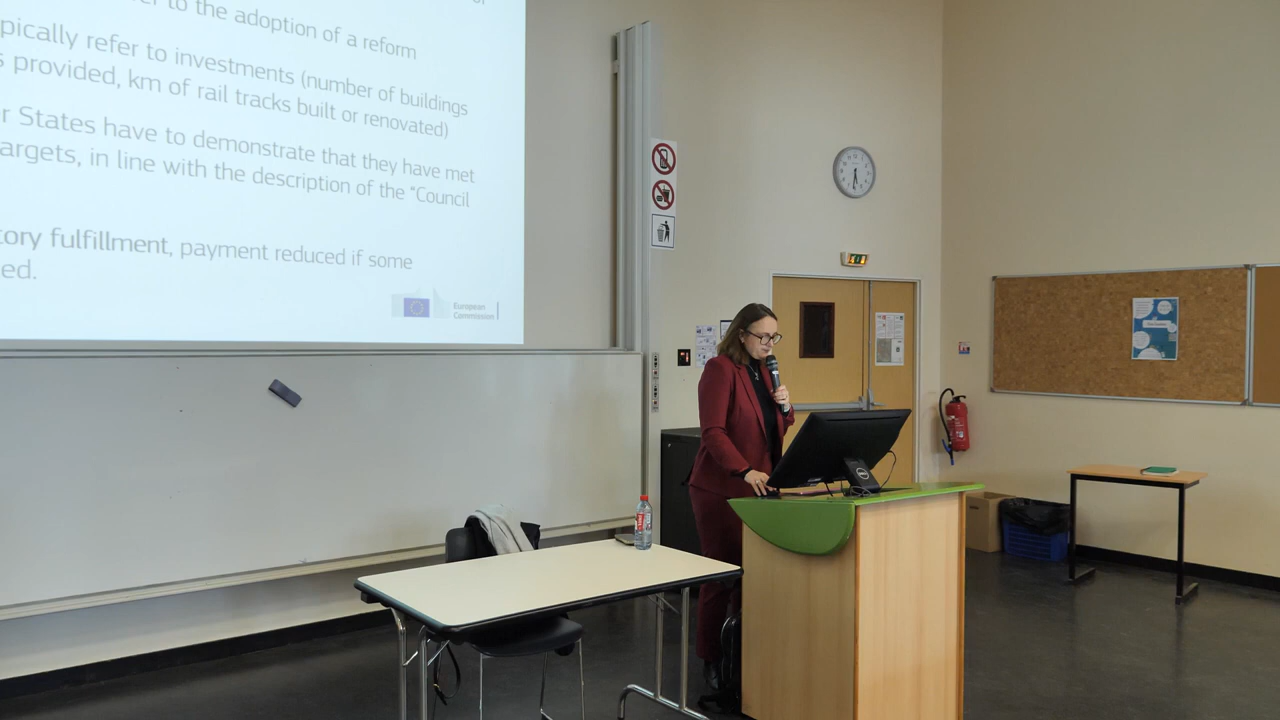 er to the adoption of a reform
pically refer to investments (number of buildings
s provided, km of rail tracks built or renovated)
r States have to demonstrate that they have met
argets, in line with the description of the “Council
tory fulfillment, payment reduced if some
ed.
European
Commission
DELL